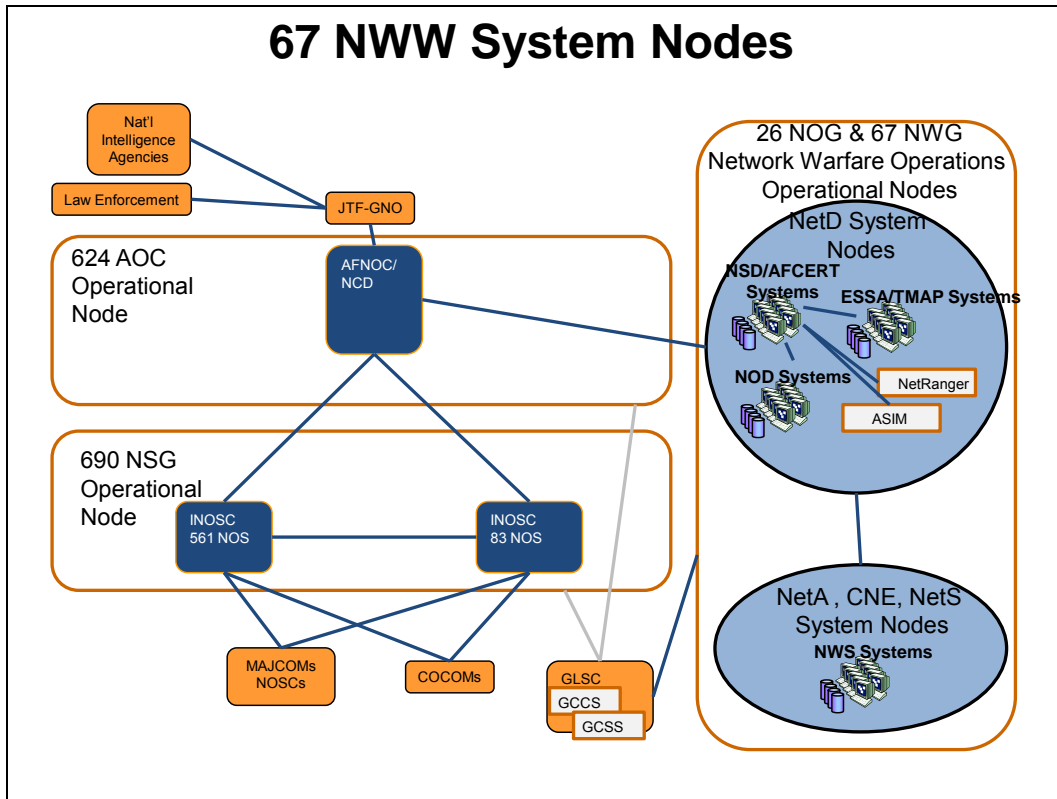 67 NWW System Nodes
Nat'l
Intelligence
Agencies
Law Enforcement
JTF-GNO
624 AOC
Operational
Node
AFNOC/
NCD
690 NSG
Operational
Node
INOSC
561 NOS
INOSC
83 NOS
MAJCOMs
NOSCs
COCOMs
GLSC
GCCS
GCSS
26 NOG & 67 NWG
Network Warfare Operations
Operational Nodes
NetD System
Nodes
NSD/AFCERT
Systems
ESSA/TMAP Systems
NOD Systems
NetRanger
ASIM
NetA , CNE, NetS
System Nodes
NWS Systems